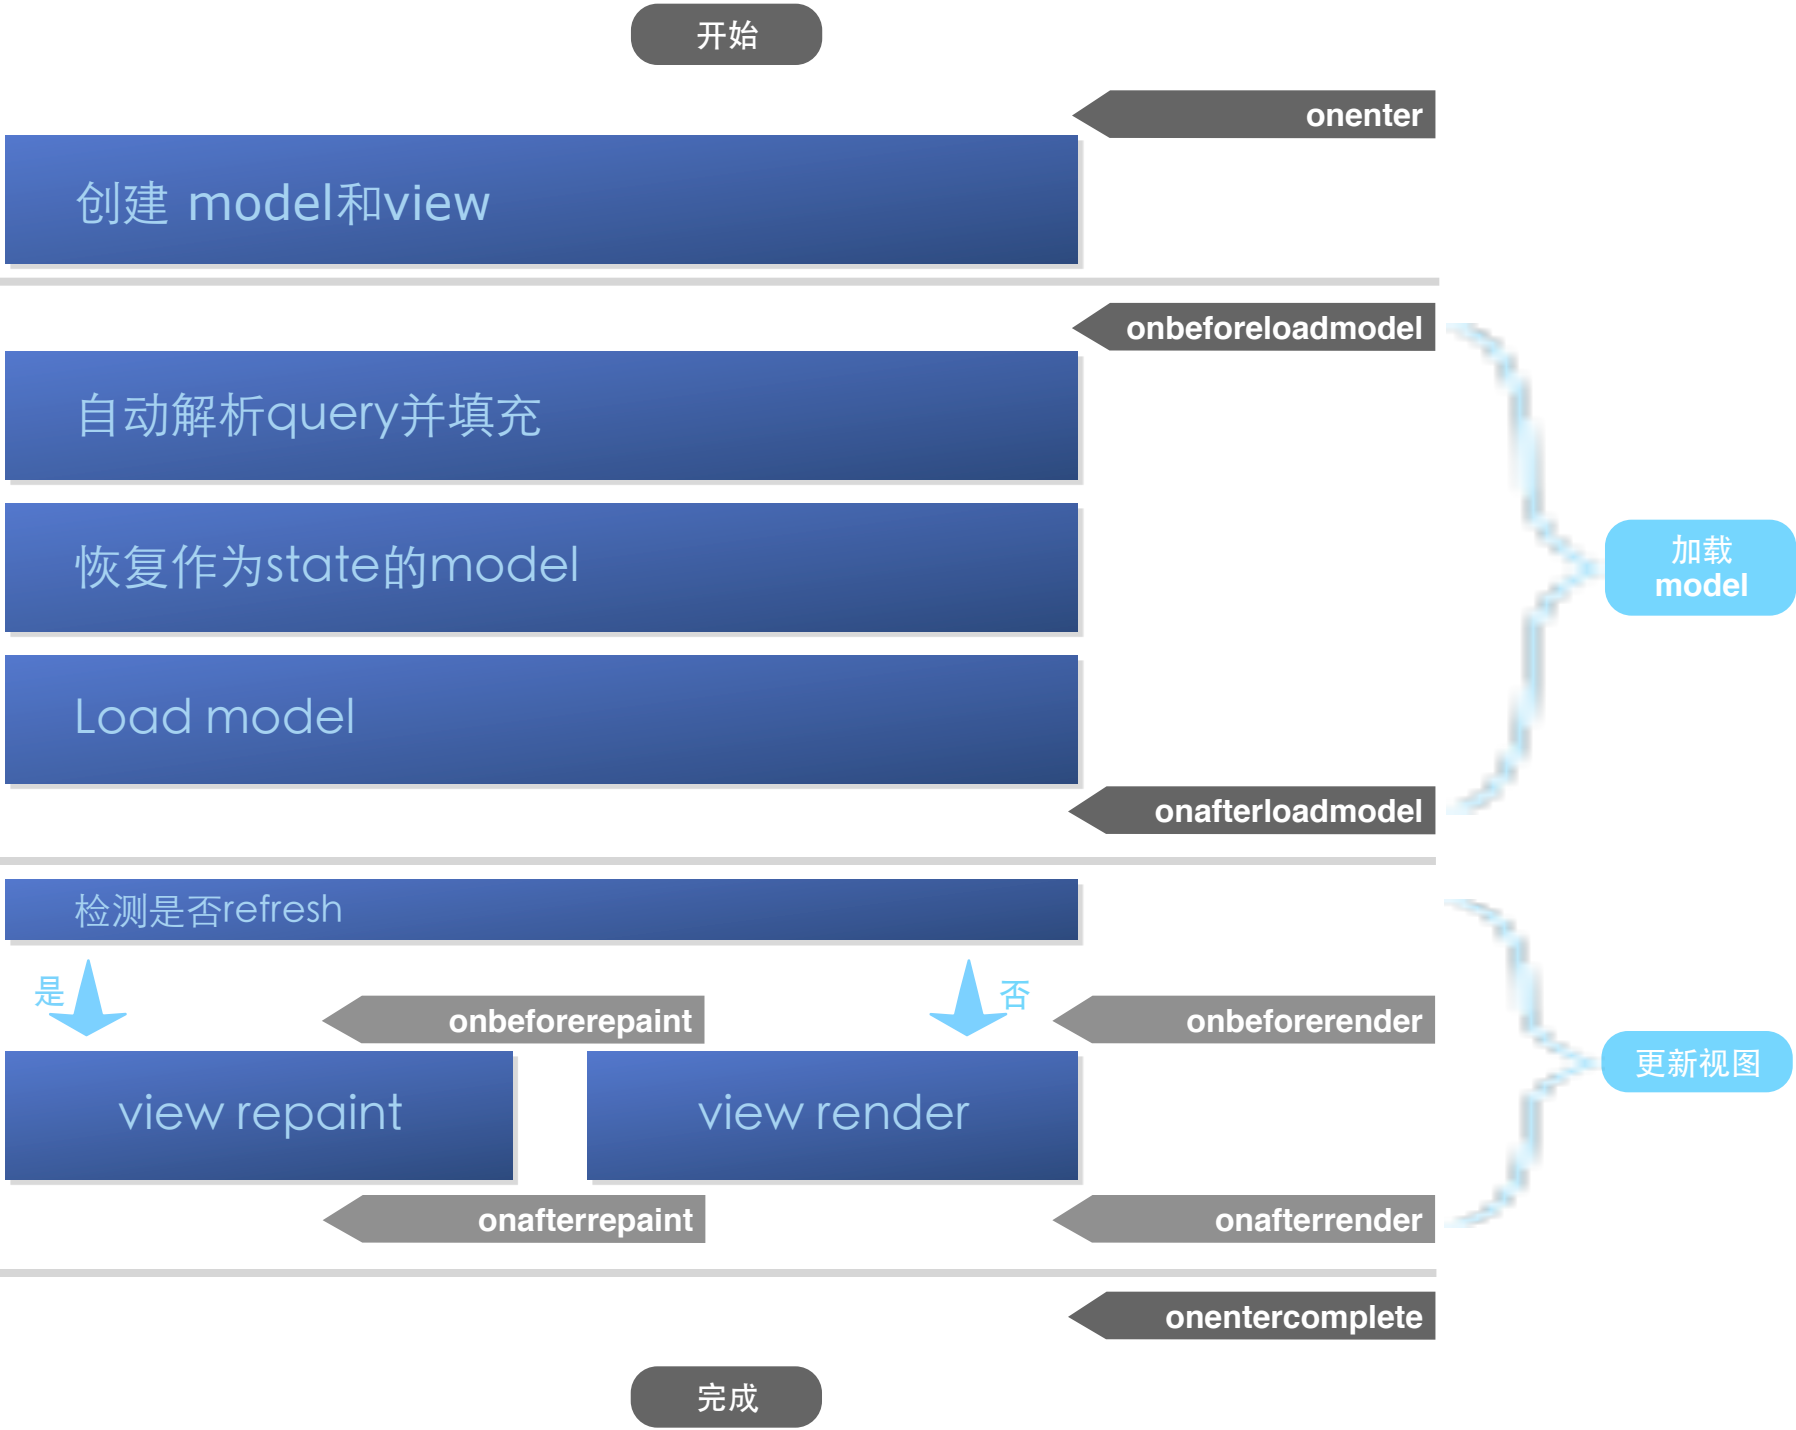 开始
onenter
创建 model和view
onbeforeloadmodel
自动解析query并填充
恢复作为state的model
加载
model
Load model
onafterloadmodel
检测是否refresh
是
否
onbeforerepaint
onbeforerender
更新视图
view repaint
view render
onafterrepaint
onafterrender
onentercomplete
完成